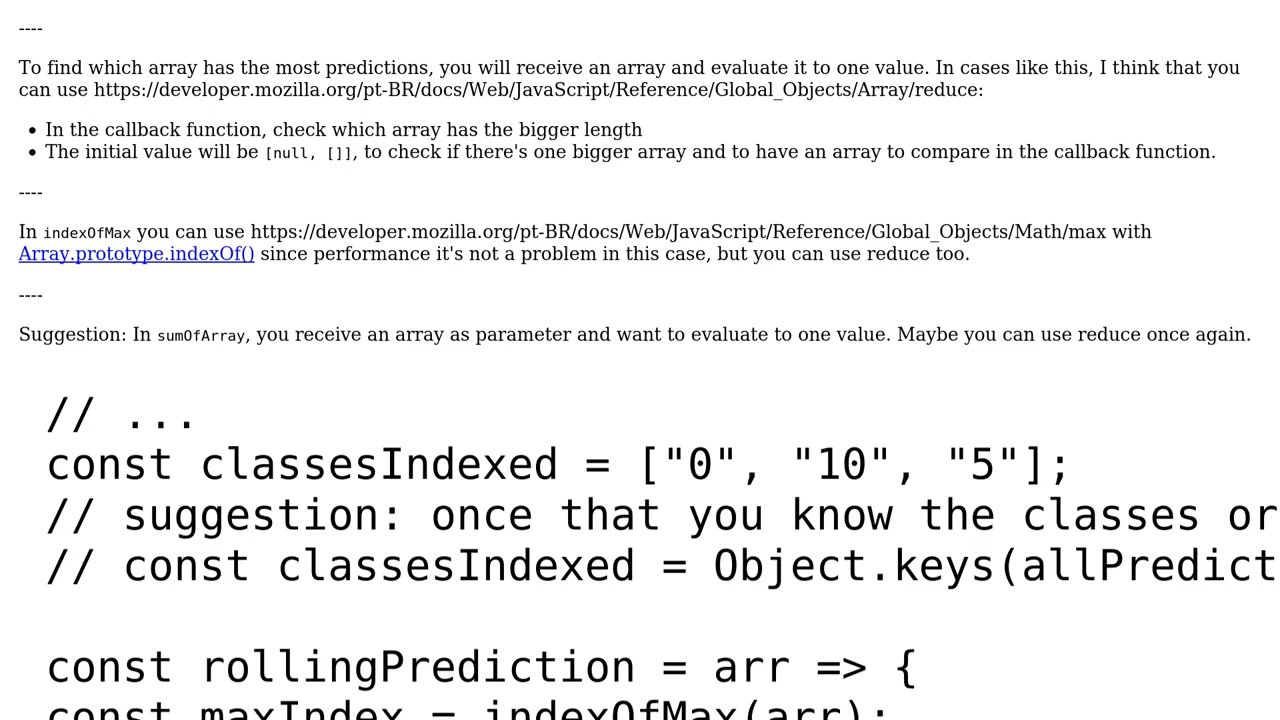 ----
To find which array has the most predictions, you will receive an array and evaluate it to one value. In cases like this, I think that you
can use https://developer.mozilla.org/pt-BR/docs/Web/JavaScript/Reference/Global_Objects/Array/reduce:
• In the callback function, check which array has the bigger length
• The initial value will be [null, []], to check if there's one bigger array and to have an array to compare in the callback function.
----
In indexOfMax you can use https://developer.mozilla.org/pt-BR/docs/Web/JavaScript/Reference/Global_Objects/Math/max with
Array.prototype.indexOf() since performance it's not a problem in this case, but you can use reduce too.
----
Suggestion: In sumOfArray, you receive an array as parameter and want to evaluate to one value. Maybe you can use reduce once again.
// ...
const classesIndexed = ["0", "10", "5"];
// suggestion: once that you know the classes or
// const classesIndexed = Object.keys(allPredict
const rollingPrediction = arr => {
const maxIndex = indexOfMax(arr);